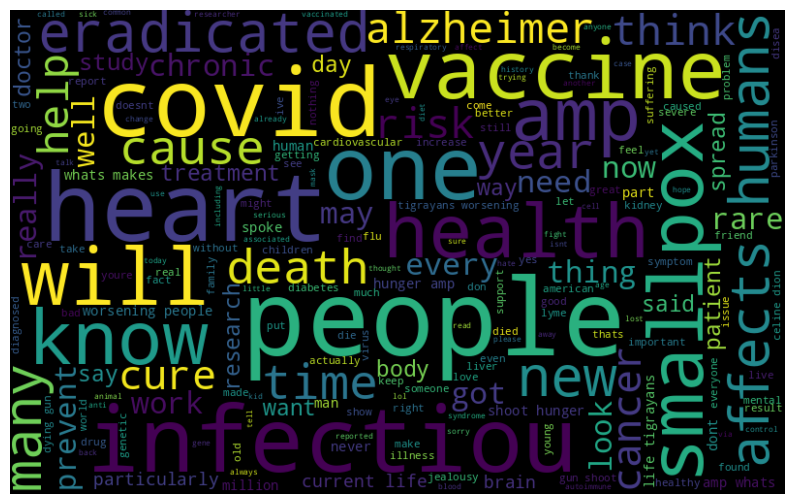 eradicated
alzheimer
think
humans
called
sick
common
researcher
vaccinated
respiratory
affect
become
anyone
doctor
help
study
chronic
day
vaccine
history
trying
case
disea
report
two
doesnt
nothing
ive
eye
diet
another
thank
problem
covid
risk
amp
suffering
going
well
change
already
come
better
caused
severe
cause
human
cardiovascular
increase
still
year
now
spread
parkinson
really
whats makes
getting
see
feel
yet
talk
mask
treatment
one
way
need
great
hope
heart
use
might
tigrayans worsening
let
part
kidney
rare
including
serious
may
health
cell
care
take
without
spoke
associated
children
find
flu
fight
isnt
symptom
friend
today
sure
yes
will
youre
real
death
every
thing
patient
smallpox
affects
fact
family
thought
hate
diagnosed
bad
worsening people
little
diabetes
much
hunger amp
don
american
age
said
issue
celine dion
know
research
put
people
support
good
lyme
many
actually
die
virus
died
thats
lost
important
live
cure
body
read
please
liver
even
away
new
prevent
say
time
keep
someone
love
look
dont
everyone
mental
result
made
kid
lol
got
cancer
life tigrayans
animal
work
want
man
show
right
shoot hunger
dying gun
world
anti
tell
syndrome
sorry
young
control
via
infectiou
drug
genetic
gene
old
reported
never
make
illness
back
always
particularly
million
current life
jealousy
blood
brain
autoimmune
gun shoot
healthy
found
amp whats